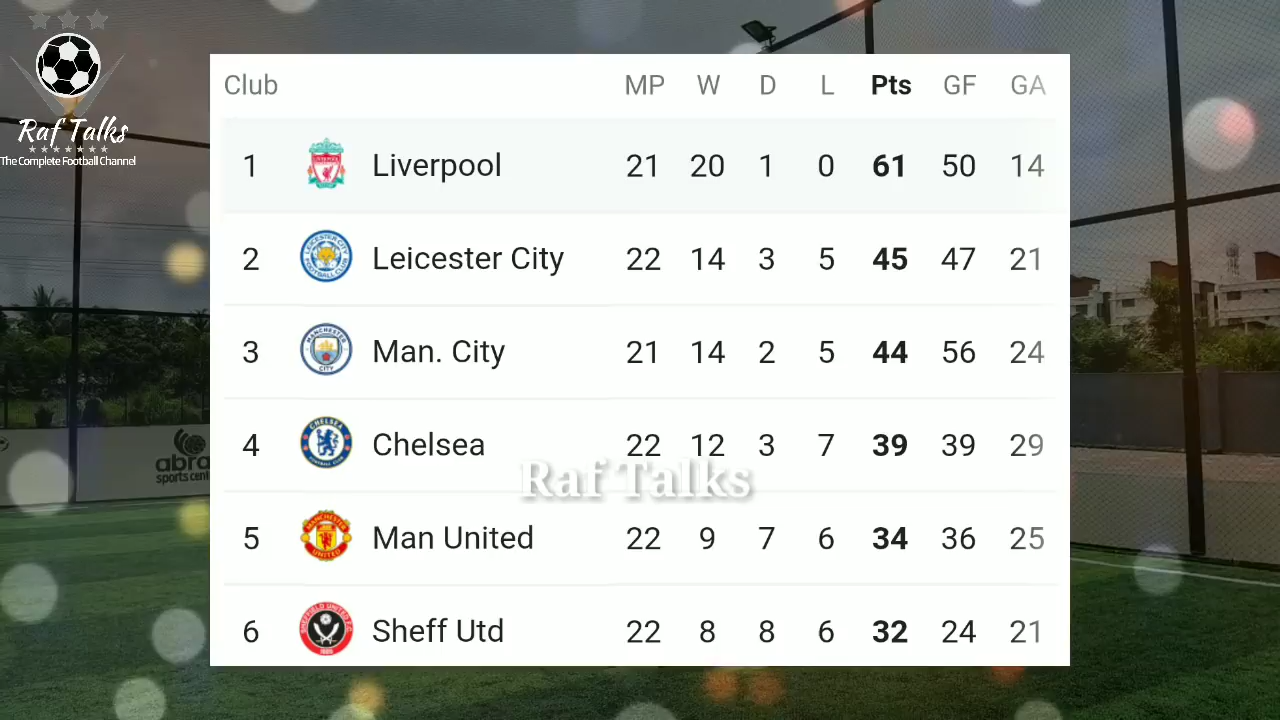 Raf Talks
The Complete Football Channel
Club MP W D L Pts GF GA
1 Liverpool 21 20 1 0 61 50 14
2 Leicester City 22 14 3 5 45 47 21
3 Man. City 21 14 2 5 44 56 24
4 Chelsea 22 12 3 7 39 39 29
Raf Talks
5 Man United 22 9 7 6 34 36 25
6 Sheff Utd 22 8 8 6 32 24 21
abra
sports cent